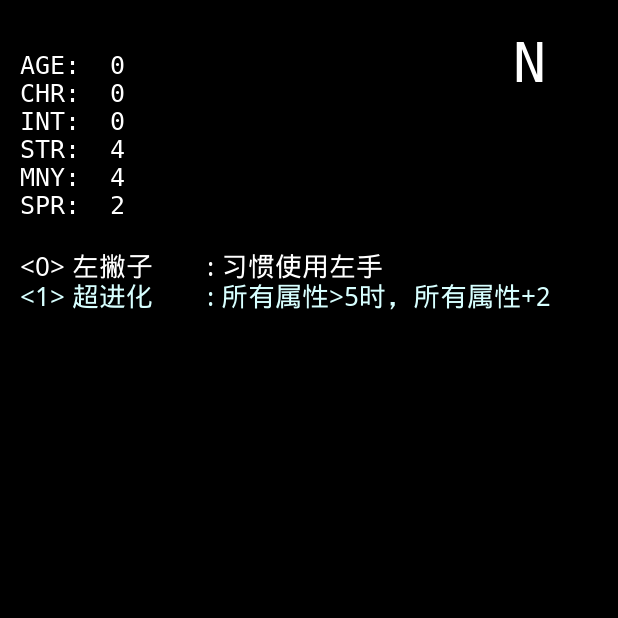 N
AGE: 0
CHR: 0
INT: 0
STR: 4
MNY: 4
SPR: 2
<0> 左撇子 : 习惯使用左手
<1> 超进化 : 所有属性>5时，所有属性+2